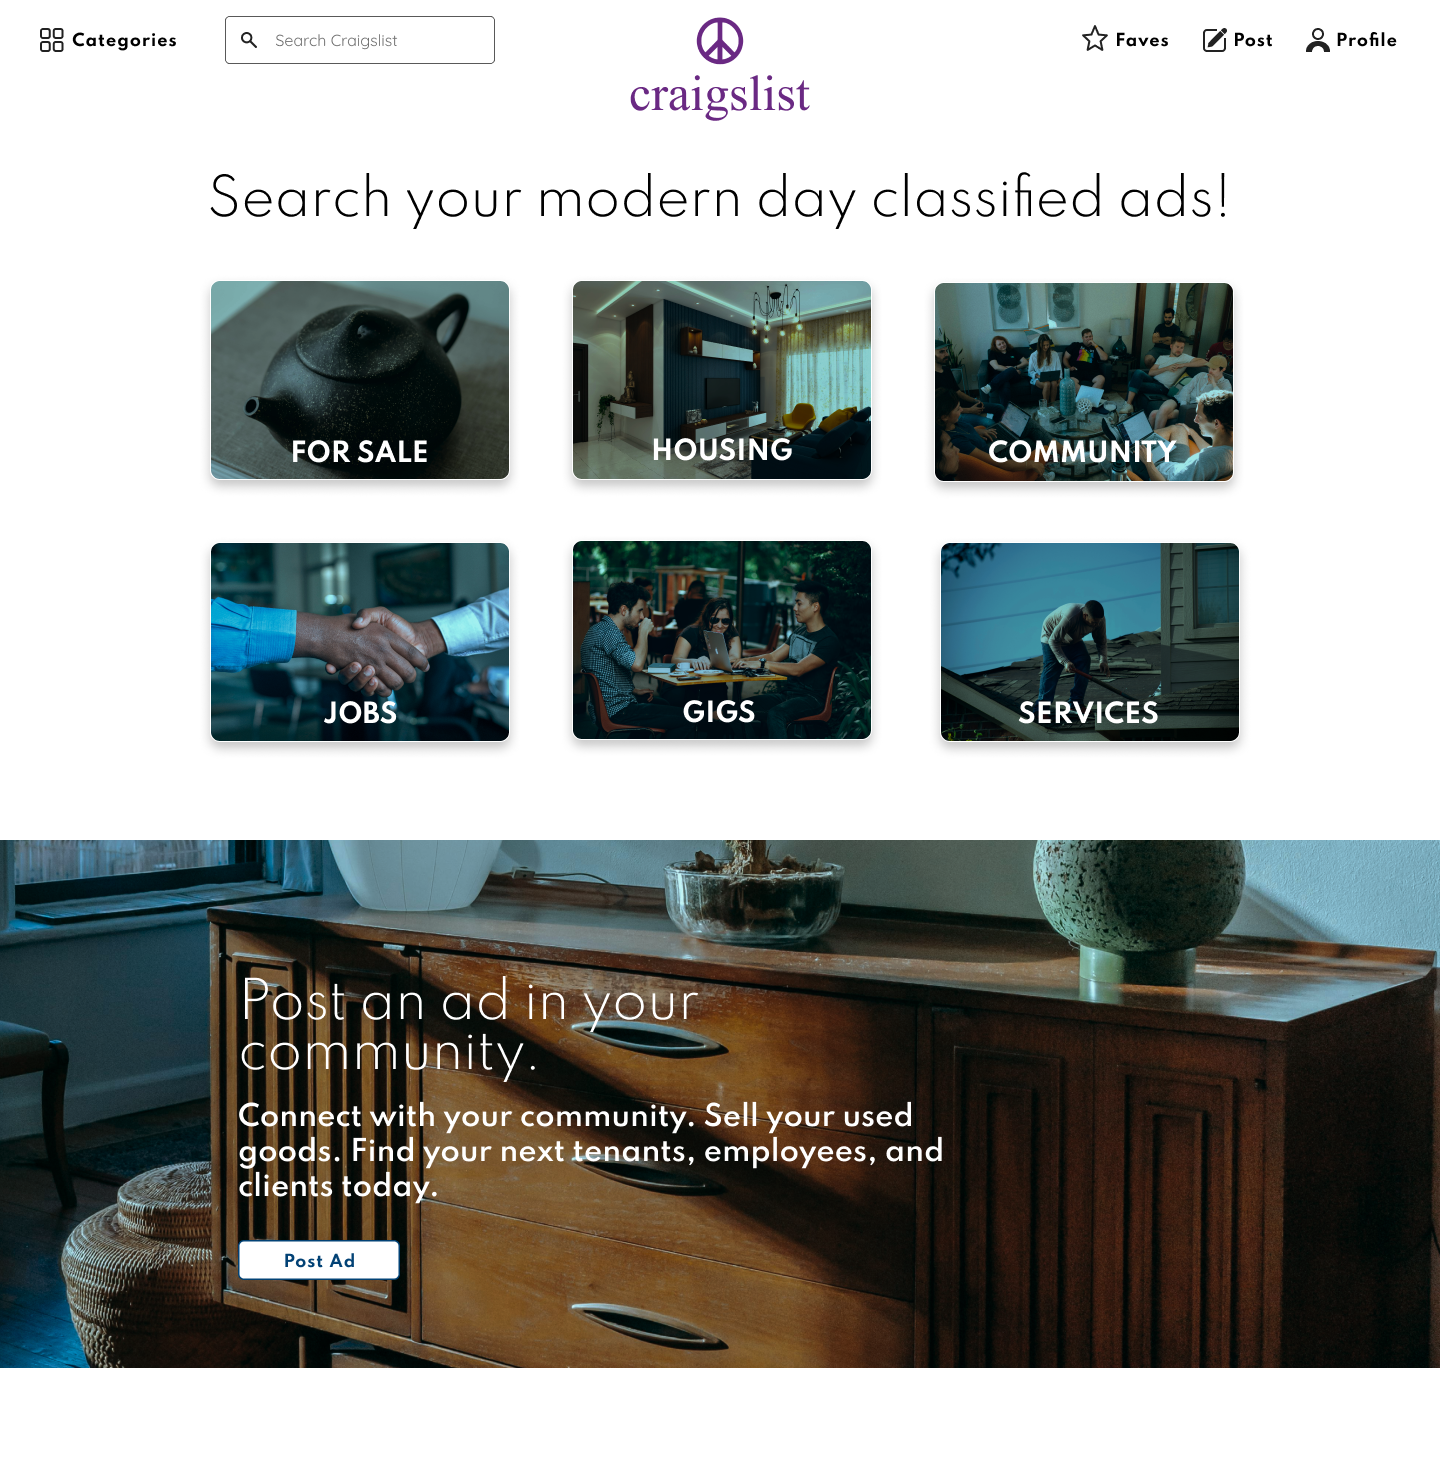 Categories
Search Craigslist
craigslist
Faves
Post
Profile
Search your modern day classified ads!
FOR SALE
HOUSING
COMMUNITY
JOBS
GIGS
SERVICES
Post an ad in your
community.
Connect with your community. Sell your used
goods. Find your next tenants, employees, and
clients today.
Post Ad